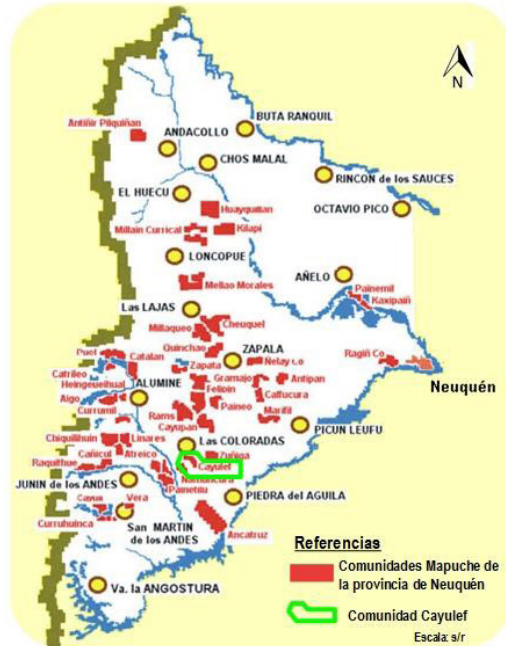 N
BUTA RANQUIL
Antiñir Pilquiñan
ANDACOLLO
CHOS MALAL
RINCON de los SAUCES
EL HUECU
OCTAVIO PICO
Huayquillan
Millain Currical
Kilapi
LONCOPUE
AÑELO
Mellao Morales
Painemil
Kaxipaiñ
Las LAJAS
Cheuquel
Millaqueo
Quinchao
ZAPALA
Puel
Catalan
Ragiñ Co
Zapata
Ñelay Co
Catrileo
Neuquén
Heingeueihual
Gramajo
Antipan
ALUMINE
Felipin
Aigo
Calfucura
Paineo
Currumil
Rams
Marifil
Cayupan
PICUN LEUFU
Chiquilihuin
Linares
Las COLORADAS
Cañicul
Atreico
Zuñiga
Raquithue
Cayulef
Namuncura
JUNIN de los ANDES
Painefilu
PIEDRA del AGUILA
Vera
Curruhuinca
San MARTIN
de los ANDES
Ancatruz
Referencias
Comunidades Mapuche de
la provincia de Neuquén
Va. la ANGOSTURA
Comunidad Cayulef
Escala: s/r